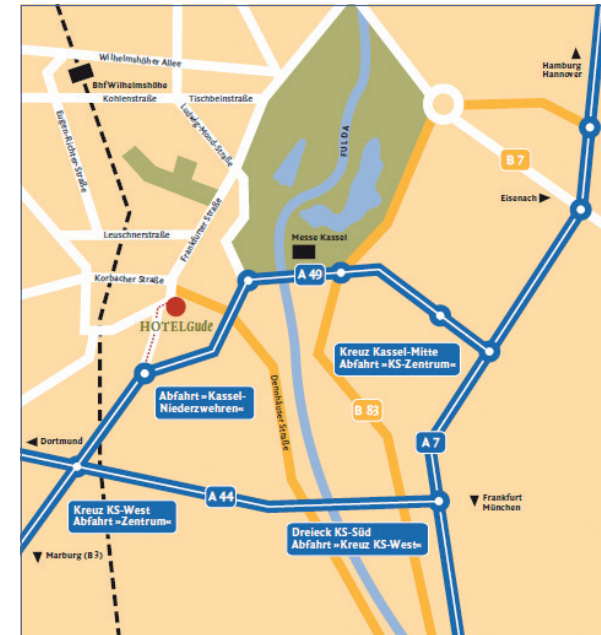 Hamburg
Hannover
Wilhelmshöher Allee
BhfWilhelmshöhe
Kohlenstraße
Tischbeinstraße
Ludwig-Mond-Straße
Eugen-Richter-Straße
FULDA
B 7
Eisenach
Leuschnerstraße
Frankfurter Straße
Messe Kassel
Korbacher Straße
A 49
HOTELGude
Kreuz Kassel-Mitte
Abfahrt »KS-Zentrum«
Abfahrt »Kassel-
Niederzwehren«
Dennhäuser Straße
B 83
A 7
Dortmund
A 44
Kreuz KS-West
Abfahrt »Zentrum«
Frankfurt
München
Dreieck KS-Süd
Abfahrt »Kreuz KS-West«
Marburg (B3)